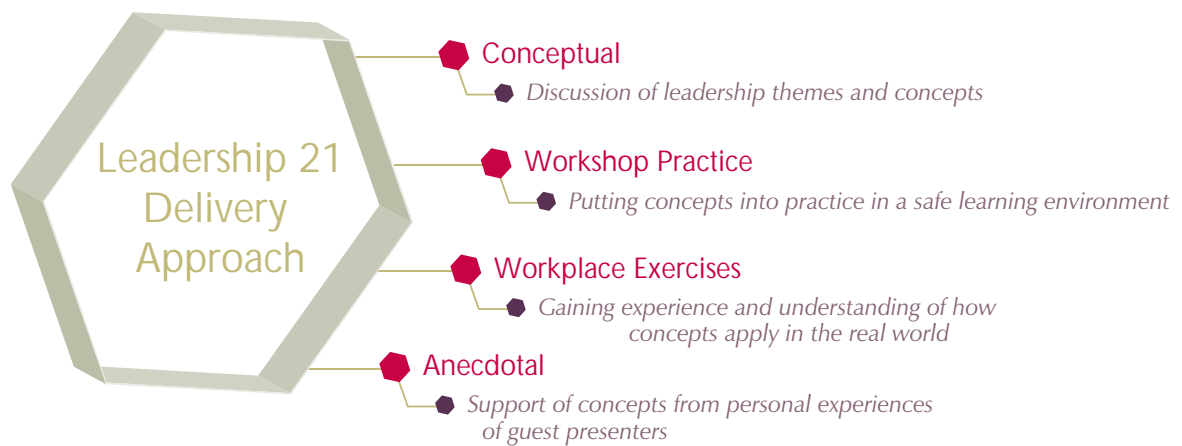 Leadership 21
Delivery
Approach
Conceptual
Discussion of leadership themes and concepts
Workshop Practice
Putting concepts into practice in a safe learning environment
Workplace Exercises
Gaining experience and understanding of how
concepts apply in the real world
Anecdotal
Support of concepts from personal experiences
of guest presenters